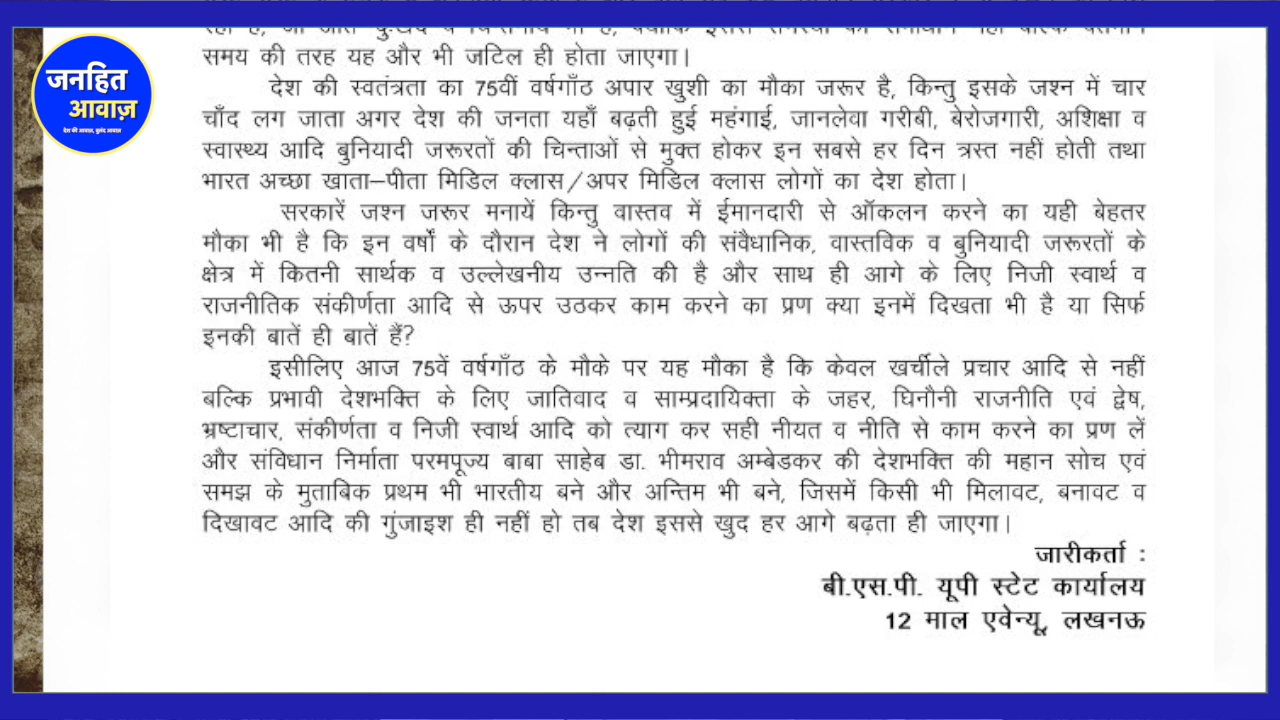 जनहित
आवाज़
देश की आवाज़, बुलंद आवाज़
समय की तरह यह और भी जटिल ही होता जाएगा।
देश की स्वतंत्रता का 75वीं वर्षगाँठ अपार खुशी का मौका जरूर है, किन्तु इसके जश्न में चार
चाँद लग जाता अगर देश की जनता यहाँ बढ़ती हुई महंगाई, जानलेवा गरीबी, बेरोजगारी, अशिक्षा व
स्वास्थ्य आदि बुनियादी जरूरतों की चिन्ताओं से मुक्त होकर इन सबसे हर दिन त्रस्त नहीं होती तथा
भारत अच्छा खाता–पीता मिडिल क्लास/अपर मिडिल क्लास लोगों का देश होता।
सरकारें जश्न जरूर मनायें किन्तु वास्तव में ईमानदारी से ऑकलन करने का यही बेहतर
मौका भी है कि इन वर्षों के दौरान देश ने लोगों की संवैधानिक, वास्तविक व बुनियादी जरूरतों के
क्षेत्र में कितनी सार्थक व उल्लेखनीय उन्नति की है और साथ ही आगे के लिए निजी स्वार्थ व
राजनीतिक संकीर्णता आदि से ऊपर उठकर काम करने का प्रण क्या इनमें दिखता भी है या सिर्फ
इनकी बातें ही बातें हैं?
इसीलिए आज 75वें वर्षगाँठ के मौके पर यह मौका है कि केवल खर्चीले प्रचार आदि से नहीं
बल्कि प्रभावी देशभक्ति के लिए जातिवाद व साम्प्रदायिक्ता के जहर, घिनौनी राजनीति एवं द्वेष,
भ्रष्टाचार, संकीर्णता व निजी स्वार्थ आदि को त्याग कर सही नीयत व नीति से काम करने का प्रण लें
और संविधान निर्माता परमपूज्य बाबा साहेब डा. भीमराव अम्बेडकर की देशभक्ति की महान सोच एवं
समझ के मुताबिक प्रथम भी भारतीय बने और अन्तिम भी बने, जिसमें किसी भी मिलावट, बनावट व
दिखावट आदि की गुंजाइश ही नहीं हो तब देश इससे खुद हर आगे बढ़ता ही जाएगा।
जारीकर्ता :
बी.एस.पी. यूपी स्टेट कार्यालय
12 माल एवेन्यू, लखनऊ